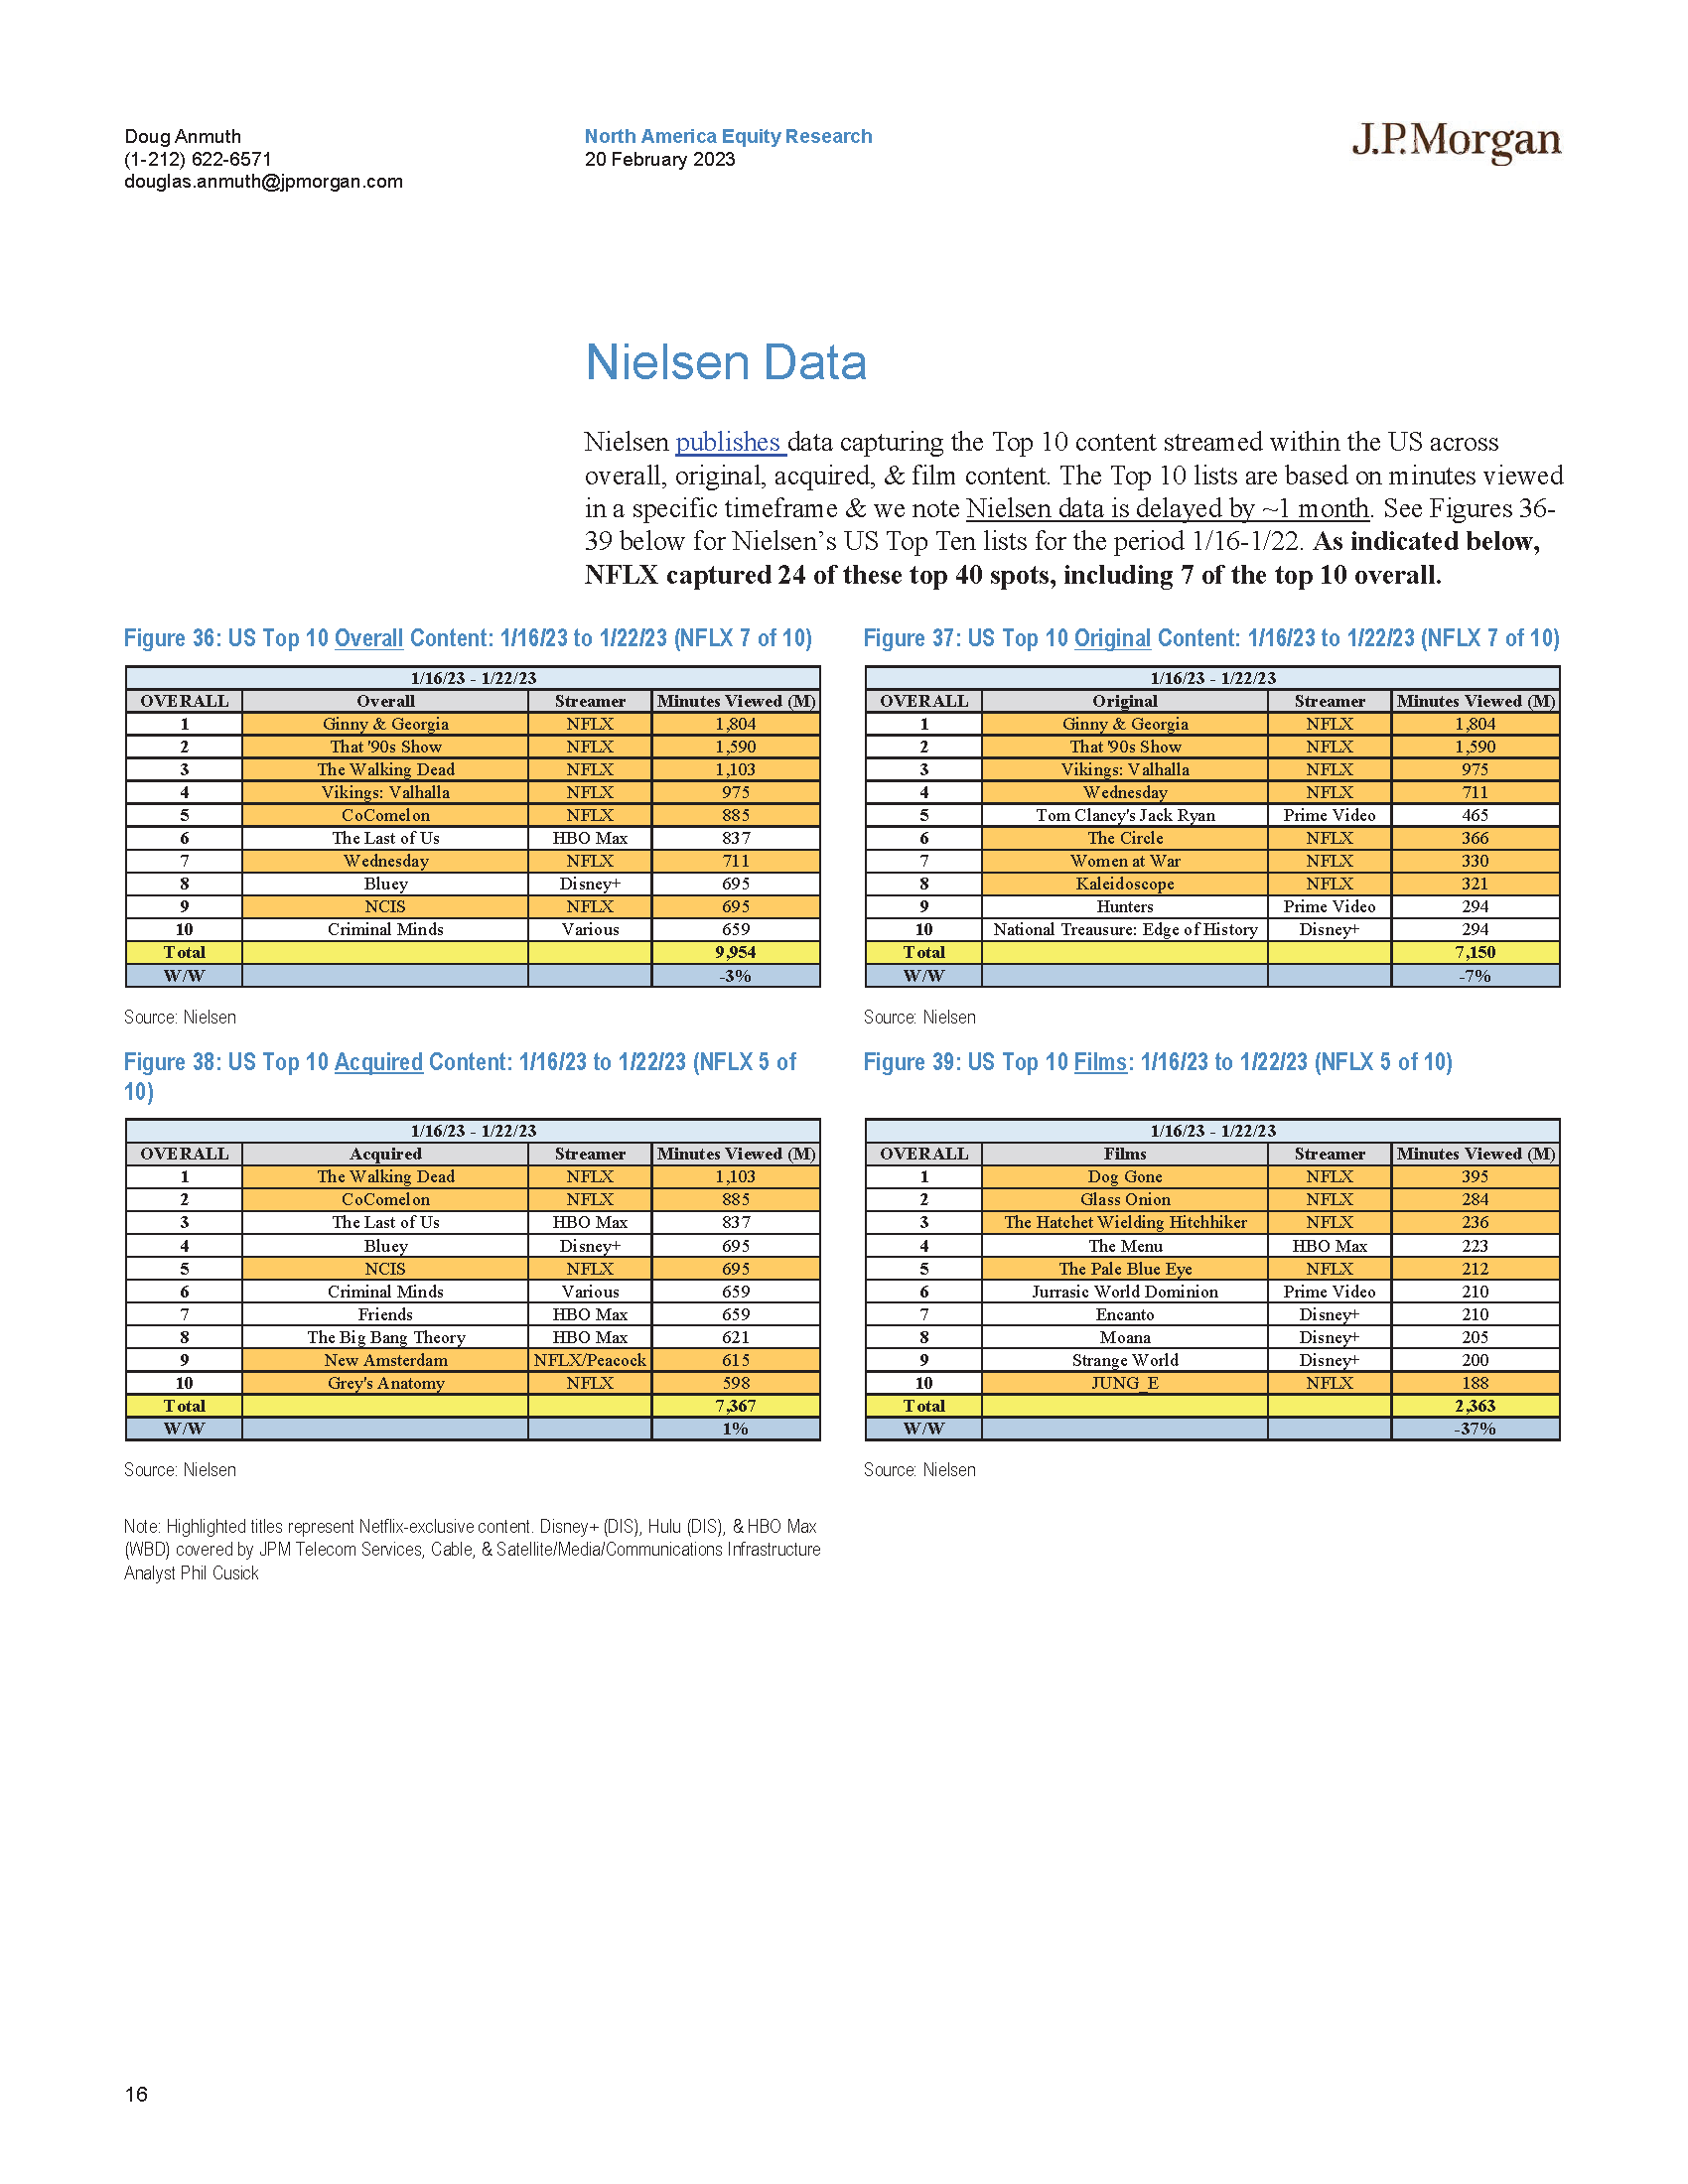 Doug Anmuth
(1-212) 622-6571
douglas.anmuth@jpmorgan.com
North America Equity Research
20 February 2023
J.P.Morgan
Nielsen Data
Nielsen publishes data capturing the Top 10 content streamed within the US across
overall, original, acquired, & film content. The Top 10 lists are based on minutes viewed
in a specific timeframe & we note Nielsen data is delayed by ~1 month. See Figures 36-
39 below for Nielsen's US Top Ten lists for the period 1/16-1/22. As indicated below,
NFLX captured 24 of these top 40 spots, including 7 of the top 10 overall.
Figure 36: US Top 10 Overall Content: 1/16/23 to 1/22/23 (NFLX 7 of 10)
1/16/23 - 1/22/23
OVERALL Overall Streamer Minutes Viewed (M)
1 Ginny & Georgia NFLX 1,804
2 That '90s Show NFLX 1,590
3 The Walking Dead NFLX 1,103
4 Vikings: Valhalla NFLX 975
5 CoComelon NFLX 885
6 The Last of Us HBO Max 837
7 Wednesday NFLX 711
8 Bluey Disney+ 695
9 NCIS NFLX 695
10 Criminal Minds Various 659
Total 9,954
W/W -3%
Source: Nielsen
Figure 37: US Top 10 Original Content: 1/16/23 to 1/22/23 (NFLX 7 of 10)
1/16/23 - 1/22/23
OVERALL Original Streamer Minutes Viewed (M)
1 Ginny & Georgia NFLX 1,804
2 That '90s Show NFLX 1,590
3 Vikings: Valhalla NFLX 975
4 Wednesday NFLX 711
5 Tom Clancy's Jack Ryan Prime Video 465
6 The Circle NFLX 366
7 Women at War NFLX 330
8 Kaleidoscope NFLX 321
9 Hunters Prime Video 294
10 National Treausure: Edge of History Disney+ 294
Total 7,150
W/W -7%
Source: Nielsen
Figure 38: US Top 10 Acquired Content: 1/16/23 to 1/22/23 (NFLX 5 of
10)
1/16/23 - 1/22/23
OVERALL Acquired Streamer Minutes Viewed (M)
1 The Walking Dead NFLX 1,103
2 CoComelon NFLX 885
3 The Last of Us HBO Max 837
4 Bluey Disney+ 695
5 NCIS NFLX 695
6 Criminal Minds Various 659
7 Friends HBO Max 659
8 The Big Bang Theory HBO Max 621
9 New Amsterdam NFLX/Peacock 615
10 Grey's Anatomy NFLX 598
Total 7,367
W/W 1%
Source: Nielsen
Figure 39: US Top 10 Films: 1/16/23 to 1/22/23 (NFLX 5 of 10)
1/16/23 - 1/22/23
OVERALL Films Streamer Minutes Viewed (M)
1 Dog Gone NFLX 395
2 Glass Onion NFLX 284
3 The Hatchet Wielding Hitchhiker NFLX 236
4 The Menu HBO Max 223
5 The Pale Blue Eye NFLX 212
6 Jurrasic World Dominion Prime Video 210
7 Encanto Disney+ 210
8 Moana Disney+ 205
9 Strange World Disney+ 200
10 JUNG_E NFLX 188
Total 2,363
W/W -37%
Source: Nielsen
Note: Highlighted titles represent Netflix-exclusive content. Disney+ (DIS), Hulu (DIS), & HBO Max
(WBD) covered by JPM Telecom Services, Cable, & Satellite/Media/Communications Infrastructure
Analyst Phil Cusick
16